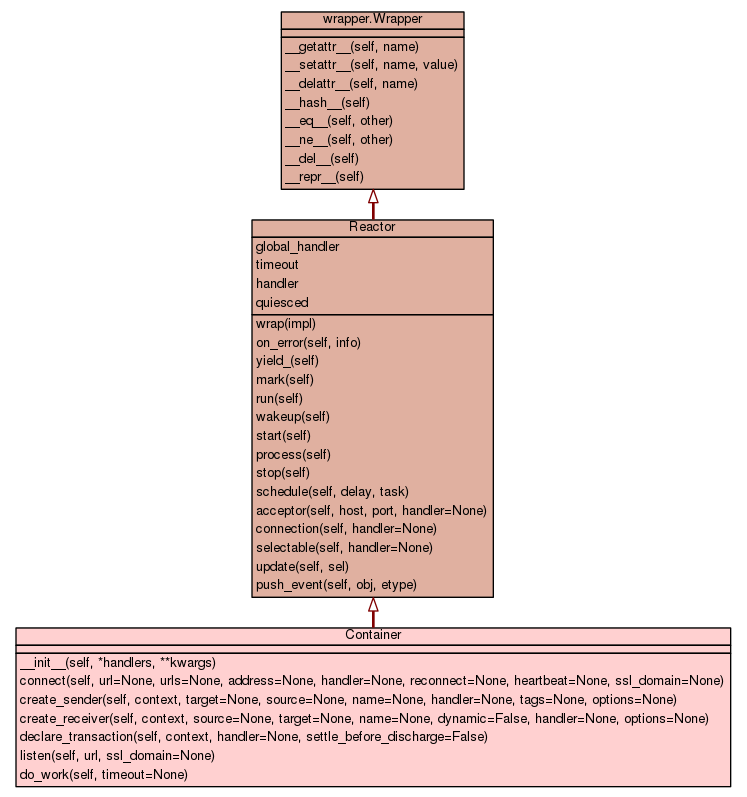 wrapper.Wrapper
__getattr__(self, name)
__setattr__(self, name, value)
__delattr__(self, name)
__hash__(self)
__eq__(self, other)
__ne__(self, other)
__del__(self)
__repr__(self)
Reactor
global_handler
timeout
handler
quiesced
wrap(impl)
on_error(self, info)
yield_(self)
mark(self)
run(self)
wakeup(self)
start(self)
process(self)
stop(self)
schedule(self, delay, task)
acceptor(self, host, port, handler=None)
connection(self, handler=None)
selectable(self, handler=None)
update(self, sel)
push_event(self, obj, etype)
Container
__init__(self, *handlers, **kwargs)
connect(self, url=None, urls=None, address=None, handler=None, reconnect=None, heartbeat=None, ssl_domain=None)
create_sender(self, context, target=None, source=None, name=None, handler=None, tags=None, options=None)
create_receiver(self, context, source=None, target=None, name=None, dynamic=False, handler=None, options=None)
declare_transaction(self, context, handler=None, settle_before_discharge=False)
listen(self, url, ssl_domain=None)
do_work(self, timeout=None)